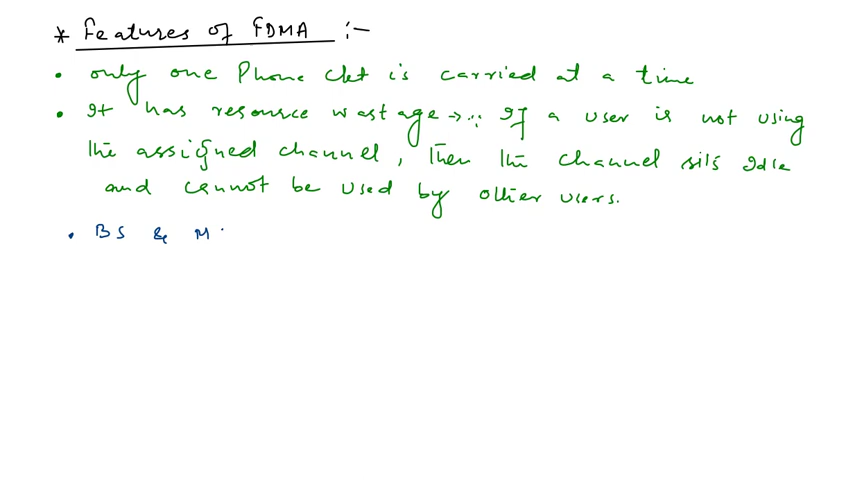 * Features of FDMA :-
• only one Phone ckt is carried at a time
• It has resource wastage → ∵ If a user is not using
the assigned channel, then the channel sits Idle
and cannot be used by other users.
• BS & M